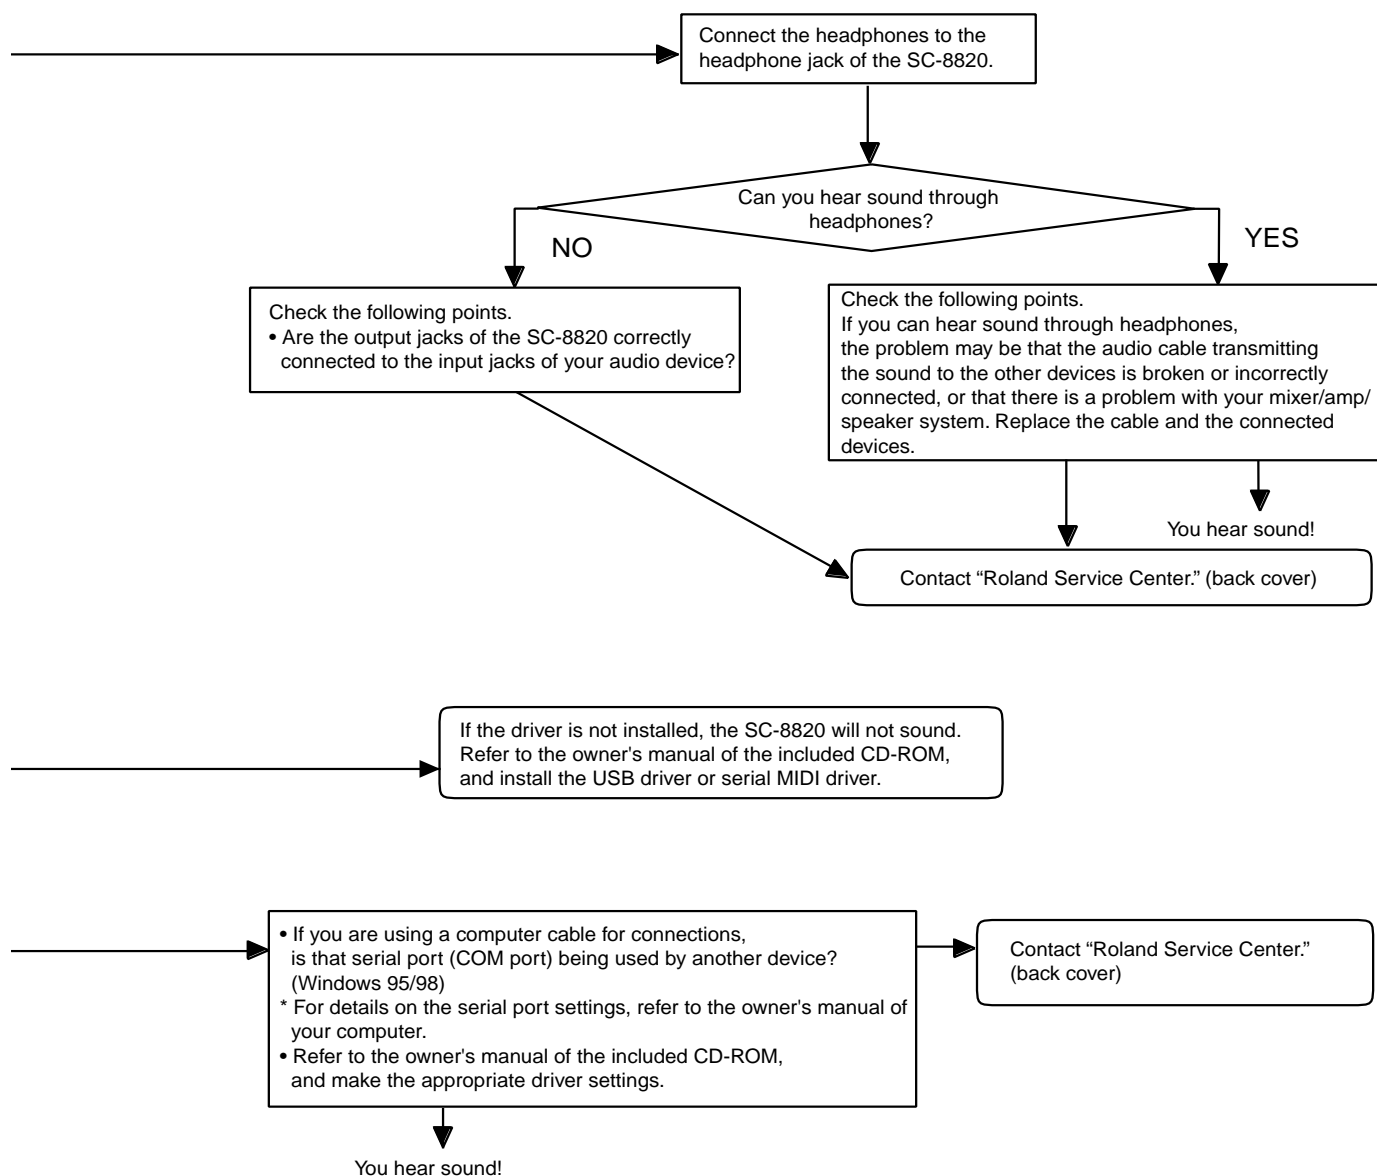 Connect the headphones to the
headphone jack of the SC-8820.
Can you hear sound through
headphones?
NO
YES
Check the following points.
• Are the output jacks of the SC-8820 correctly
connected to the input jacks of your audio device?
Check the following points.
If you can hear sound through headphones,
the problem may be that the audio cable transmitting
the sound to the other devices is broken or incorrectly
connected, or that there is a problem with your mixer/amp/
speaker system. Replace the cable and the connected
devices.
You hear sound!
Contact “Roland Service Center.” (back cover)
If the driver is not installed, the SC-8820 will not sound.
Refer to the owner's manual of the included CD-ROM,
and install the USB driver or serial MIDI driver.
• If you are using a computer cable for connections,
is that serial port (COM port) being used by another device?
(Windows 95/98)
* For details on the serial port settings, refer to the owner's manual of
your computer.
• Refer to the owner's manual of the included CD-ROM,
and make the appropriate driver settings.
Contact “Roland Service Center.”
(back cover)
You hear sound!